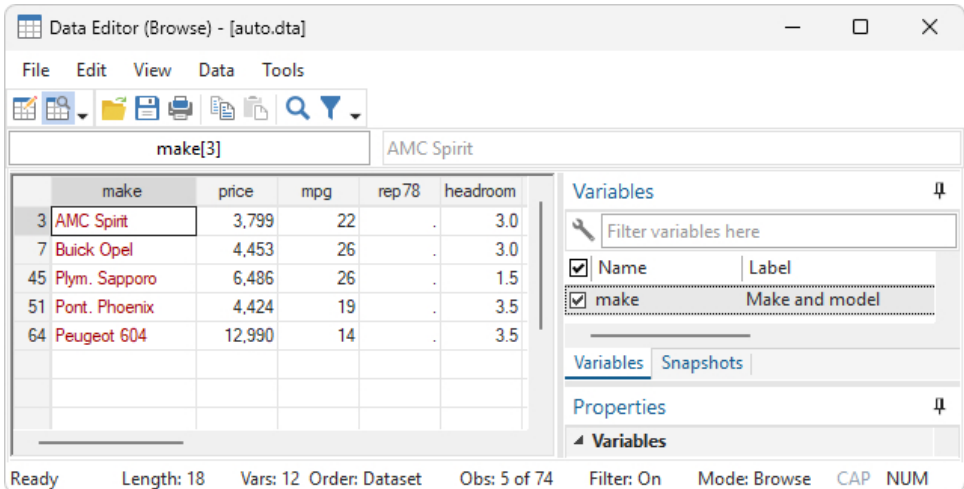 Data Editor (Browse) - [auto.dta]
File Edit View Data Tools
make[3] AMC Spirit
make price mpg rep78 headroom
3 AMC Spirit 3,799 22 . 3.0
7 Buick Opel 4,453 26 . 3.0
45 Plym. Sapporo 6,486 26 . 1.5
51 Pont. Phoenix 4,424 19 . 3.5
64 Peugeot 604 12,990 14 . 3.5
Variables
Filter variables here
Name Label
make Make and model
Variables Snapshots
Properties
Variables
Ready Length: 18 Vars: 12 Order: Dataset Obs: 5 of 74 Filter: On Mode: Browse CAP NUM